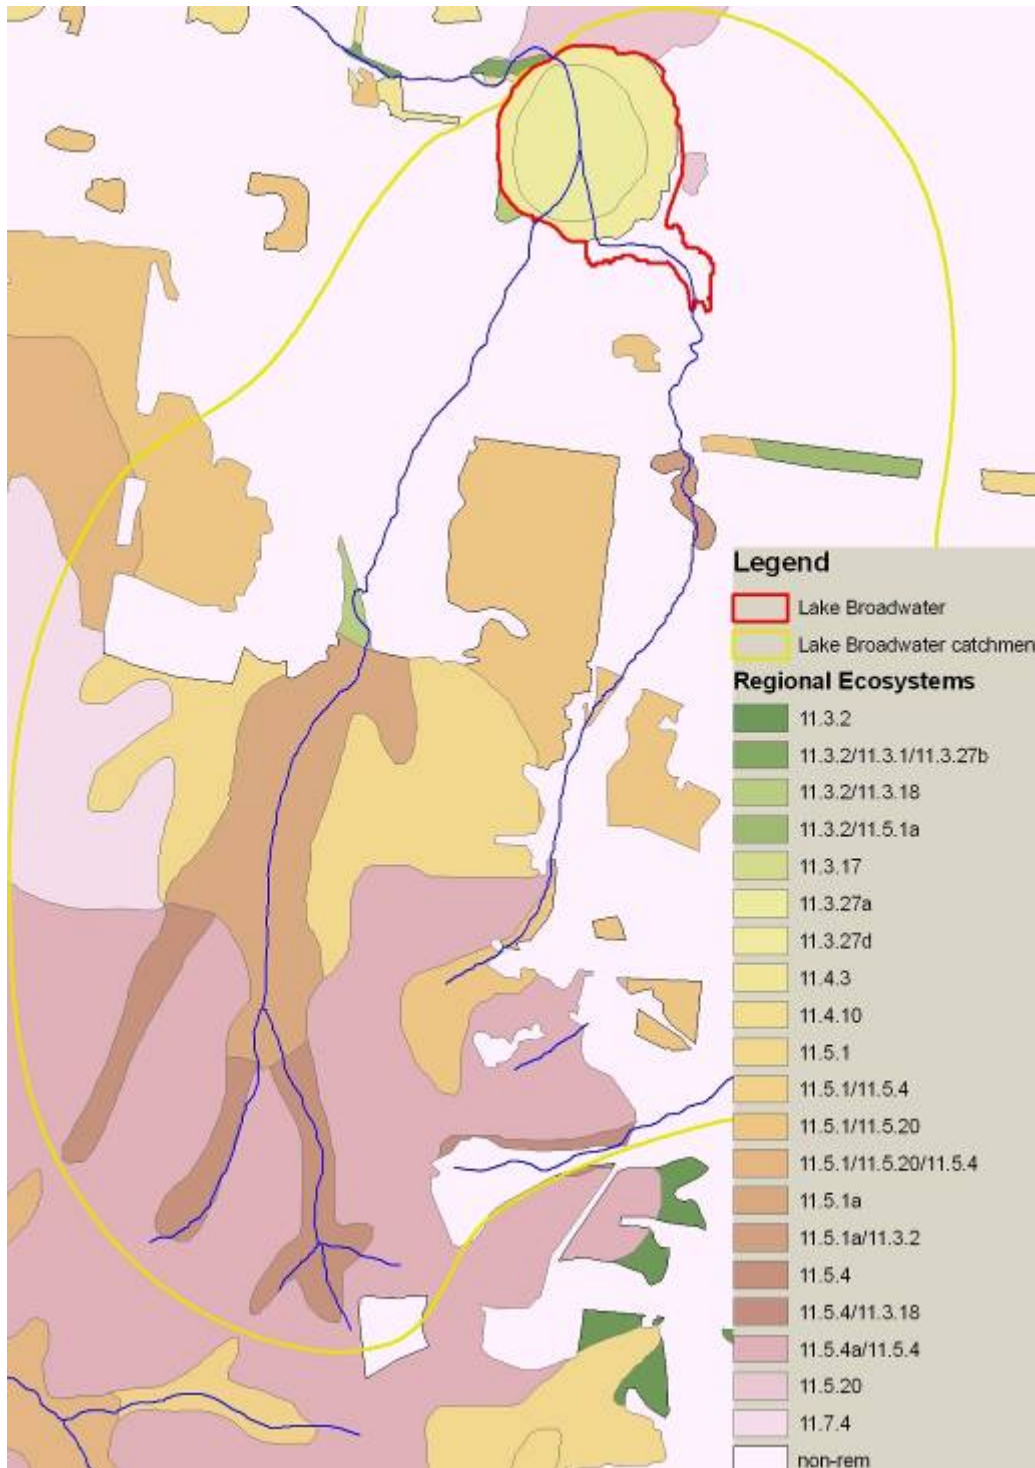 Legend
Lake Broadwater
Lake Broadwater catchmen
Regional Ecosystems
11.3.2
11.3.2/11.3.1/11.3.27b
11.3.2/11.3.18
11.3.2/11.5.1a
11.3.17
11.3.27a
11.3.27d
11.4.3
11.4.10
11.5.1
11.5.1/11.5.4
11.5.1/11.5.20
11.5.1/11.5.20/11.5.4
11.5.1a
11.5.1a/11.3.2
11.5.4
11.5.4/11.3.18
11.5.4a/11.5.4
11.5.20
11.7.4
non-rem